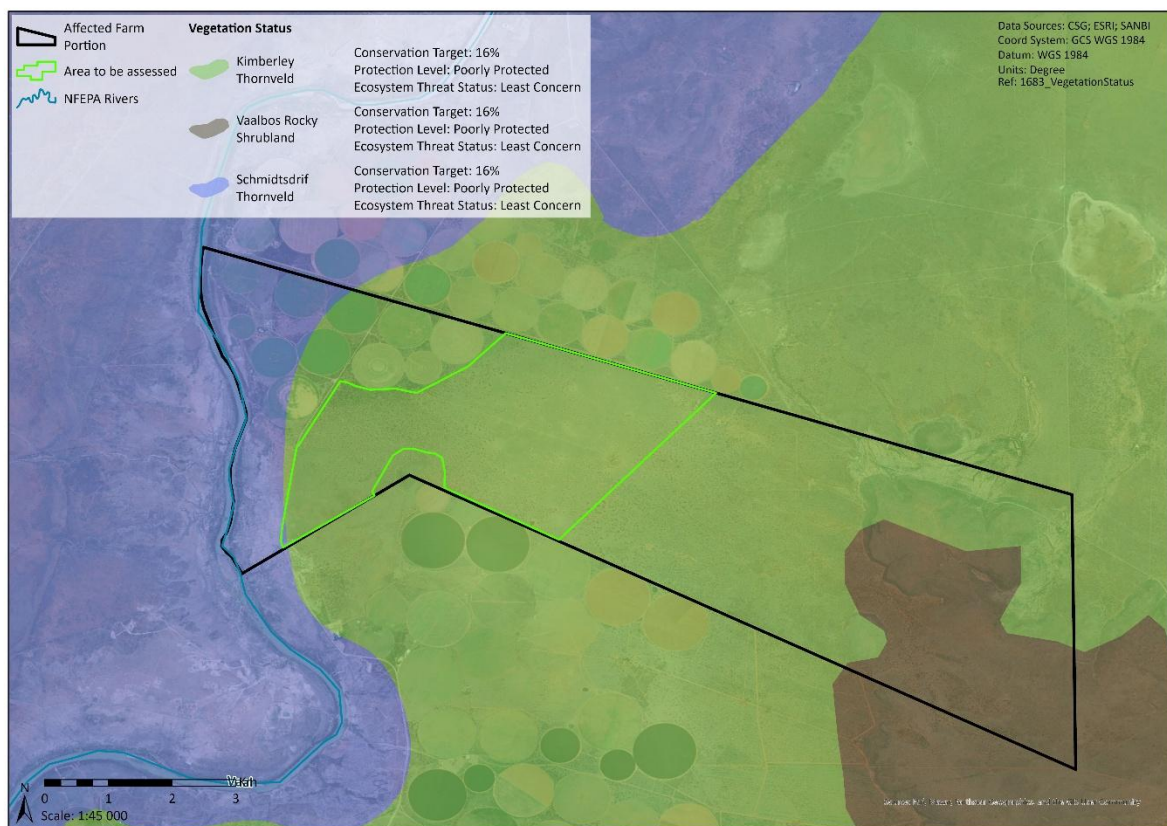 Affected Farm
Portion
Area to be assessed
NFEPA Rivers
Vegetation Status
Kimberley
Thornveld
Conservation Target: 16%
Protection Level: Poorly Protected
Ecosystem Threat Status: Least Concern
Vaalbos Rocky
Shrubland
Conservation Target: 16%
Protection Level: Poorly Protected
Ecosystem Threat Status: Least Concern
Schmidtsdrif
Thornveld
Conservation Target: 16%
Protection Level: Poorly Protected
Ecosystem Threat Status: Least Concern
Data Sources: CSG; ESRI; SANBI
Coord System: GCS WGS 1984
Datum: WGS 1984
Units: Degree
Ref: 1683_VegetationStatus
N
0 1 2 3
Scale: 1:45 000